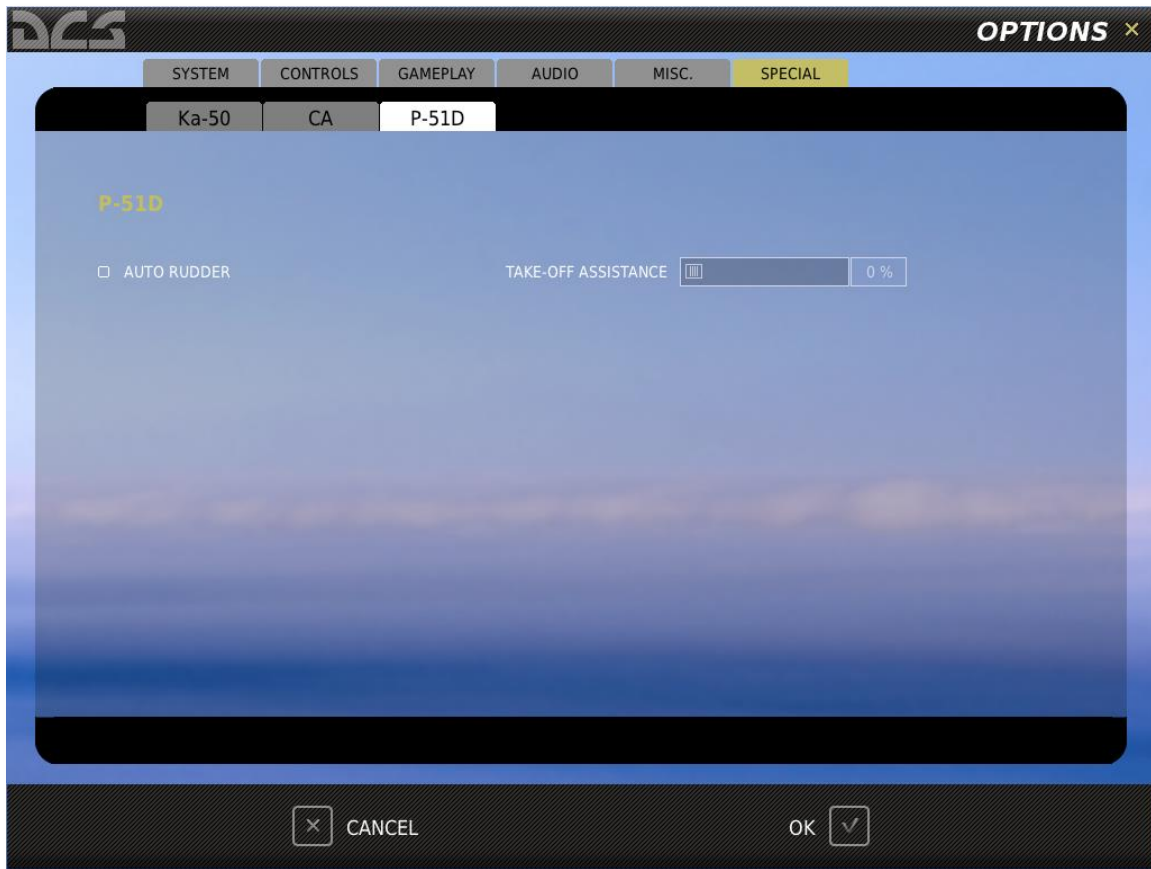 DCS
OPTIONS ×
SYSTEM CONTROLS GAMEPLAY AUDIO MISC. SPECIAL
Ka-50 CA P-51D
P-51D
AUTO RUDDER TAKE-OFF ASSISTANCE 0 %
CANCEL OK